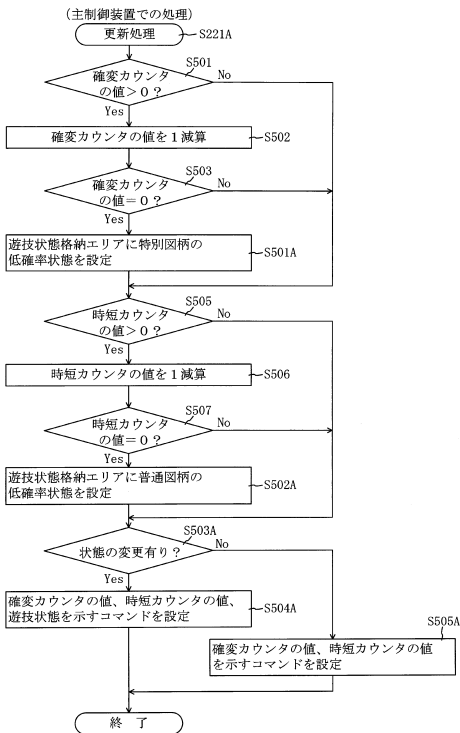 （主制御装置での処理）
更新処理
S221A
S501
確変カウンタ
の値＞０？
No
Yes
確変カウンタの値を１減算
S502
S503
確変カウンタ
の値＝０？
No
Yes
遊技状態格納エリアに特別図柄の
低確率状態を設定
S501A
S505
時短カウンタ
の値＞０？
No
Yes
時短カウンタの値を１減算
S506
S507
時短カウンタ
の値＝０？
No
Yes
遊技状態格納エリアに普通図柄の
低確率状態を設定
S502A
S503A
状態の変更有り？
No
Yes
確変カウンタの値、時短カウンタの値、
遊技状態を示すコマンドを設定
S504A
S505A
確変カウンタの値、時短カウンタの値
を示すコマンドを設定
終　了